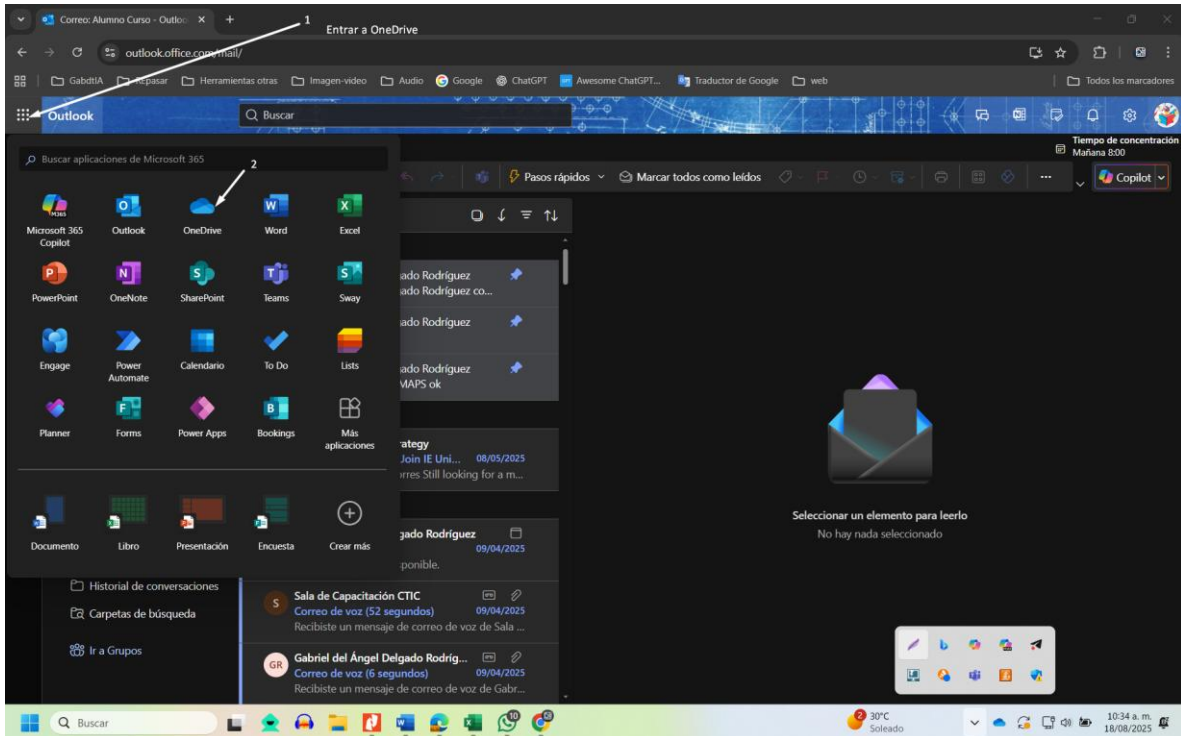 Correo: Alumno Curso - Outloo
1
Entrar a OneDrive
outlook.office.com/mail/
GabdtIA
Repasar
Herramientas otras
Imagen-video
Audio
Google
ChatGPT
Awesome ChatGPT...
Traductor de Google
web
Todos los marcadores
Outlook
Buscar
Tiempo de concentración
Mañana 8:00
Buscar aplicaciones de Microsoft 365
2
Pasos rápidos
Marcar todos como leídos
Copilot
M365
Microsoft 365 Copilot
Outlook
OneDrive
Word
Excel
PowerPoint
OneNote
SharePoint
Teams
Sway
Engage
Power Automate
Calendario
To Do
Lists
Planner
Forms
Power Apps
Bookings
Más aplicaciones
Documento
Libro
Presentación
Encuesta
Crear más
ado Rodríguez
ado Rodríguez co...
ado Rodríguez
ado Rodríguez
MAPS ok
rategy
Join IE Uni... 08/05/2025
orres Still looking for a m...
gado Rodríguez
09/04/2025
sponible.
Historial de conversaciones
Carpetas de búsqueda
Ir a Grupos
S
Sala de Capacitación CTIC
Correo de voz (52 segundos) 09/04/2025
Recibiste un mensaje de correo de voz de Sala ...
GR
Gabriel del Ángel Delgado Rodríg...
Correo de voz (6 segundos) 09/04/2025
Recibiste un mensaje de correo de voz de Gabr...
Seleccionar un elemento para leerlo
No hay nada seleccionado
Buscar
30°C
Soleado
10:34 a. m.
18/08/2025